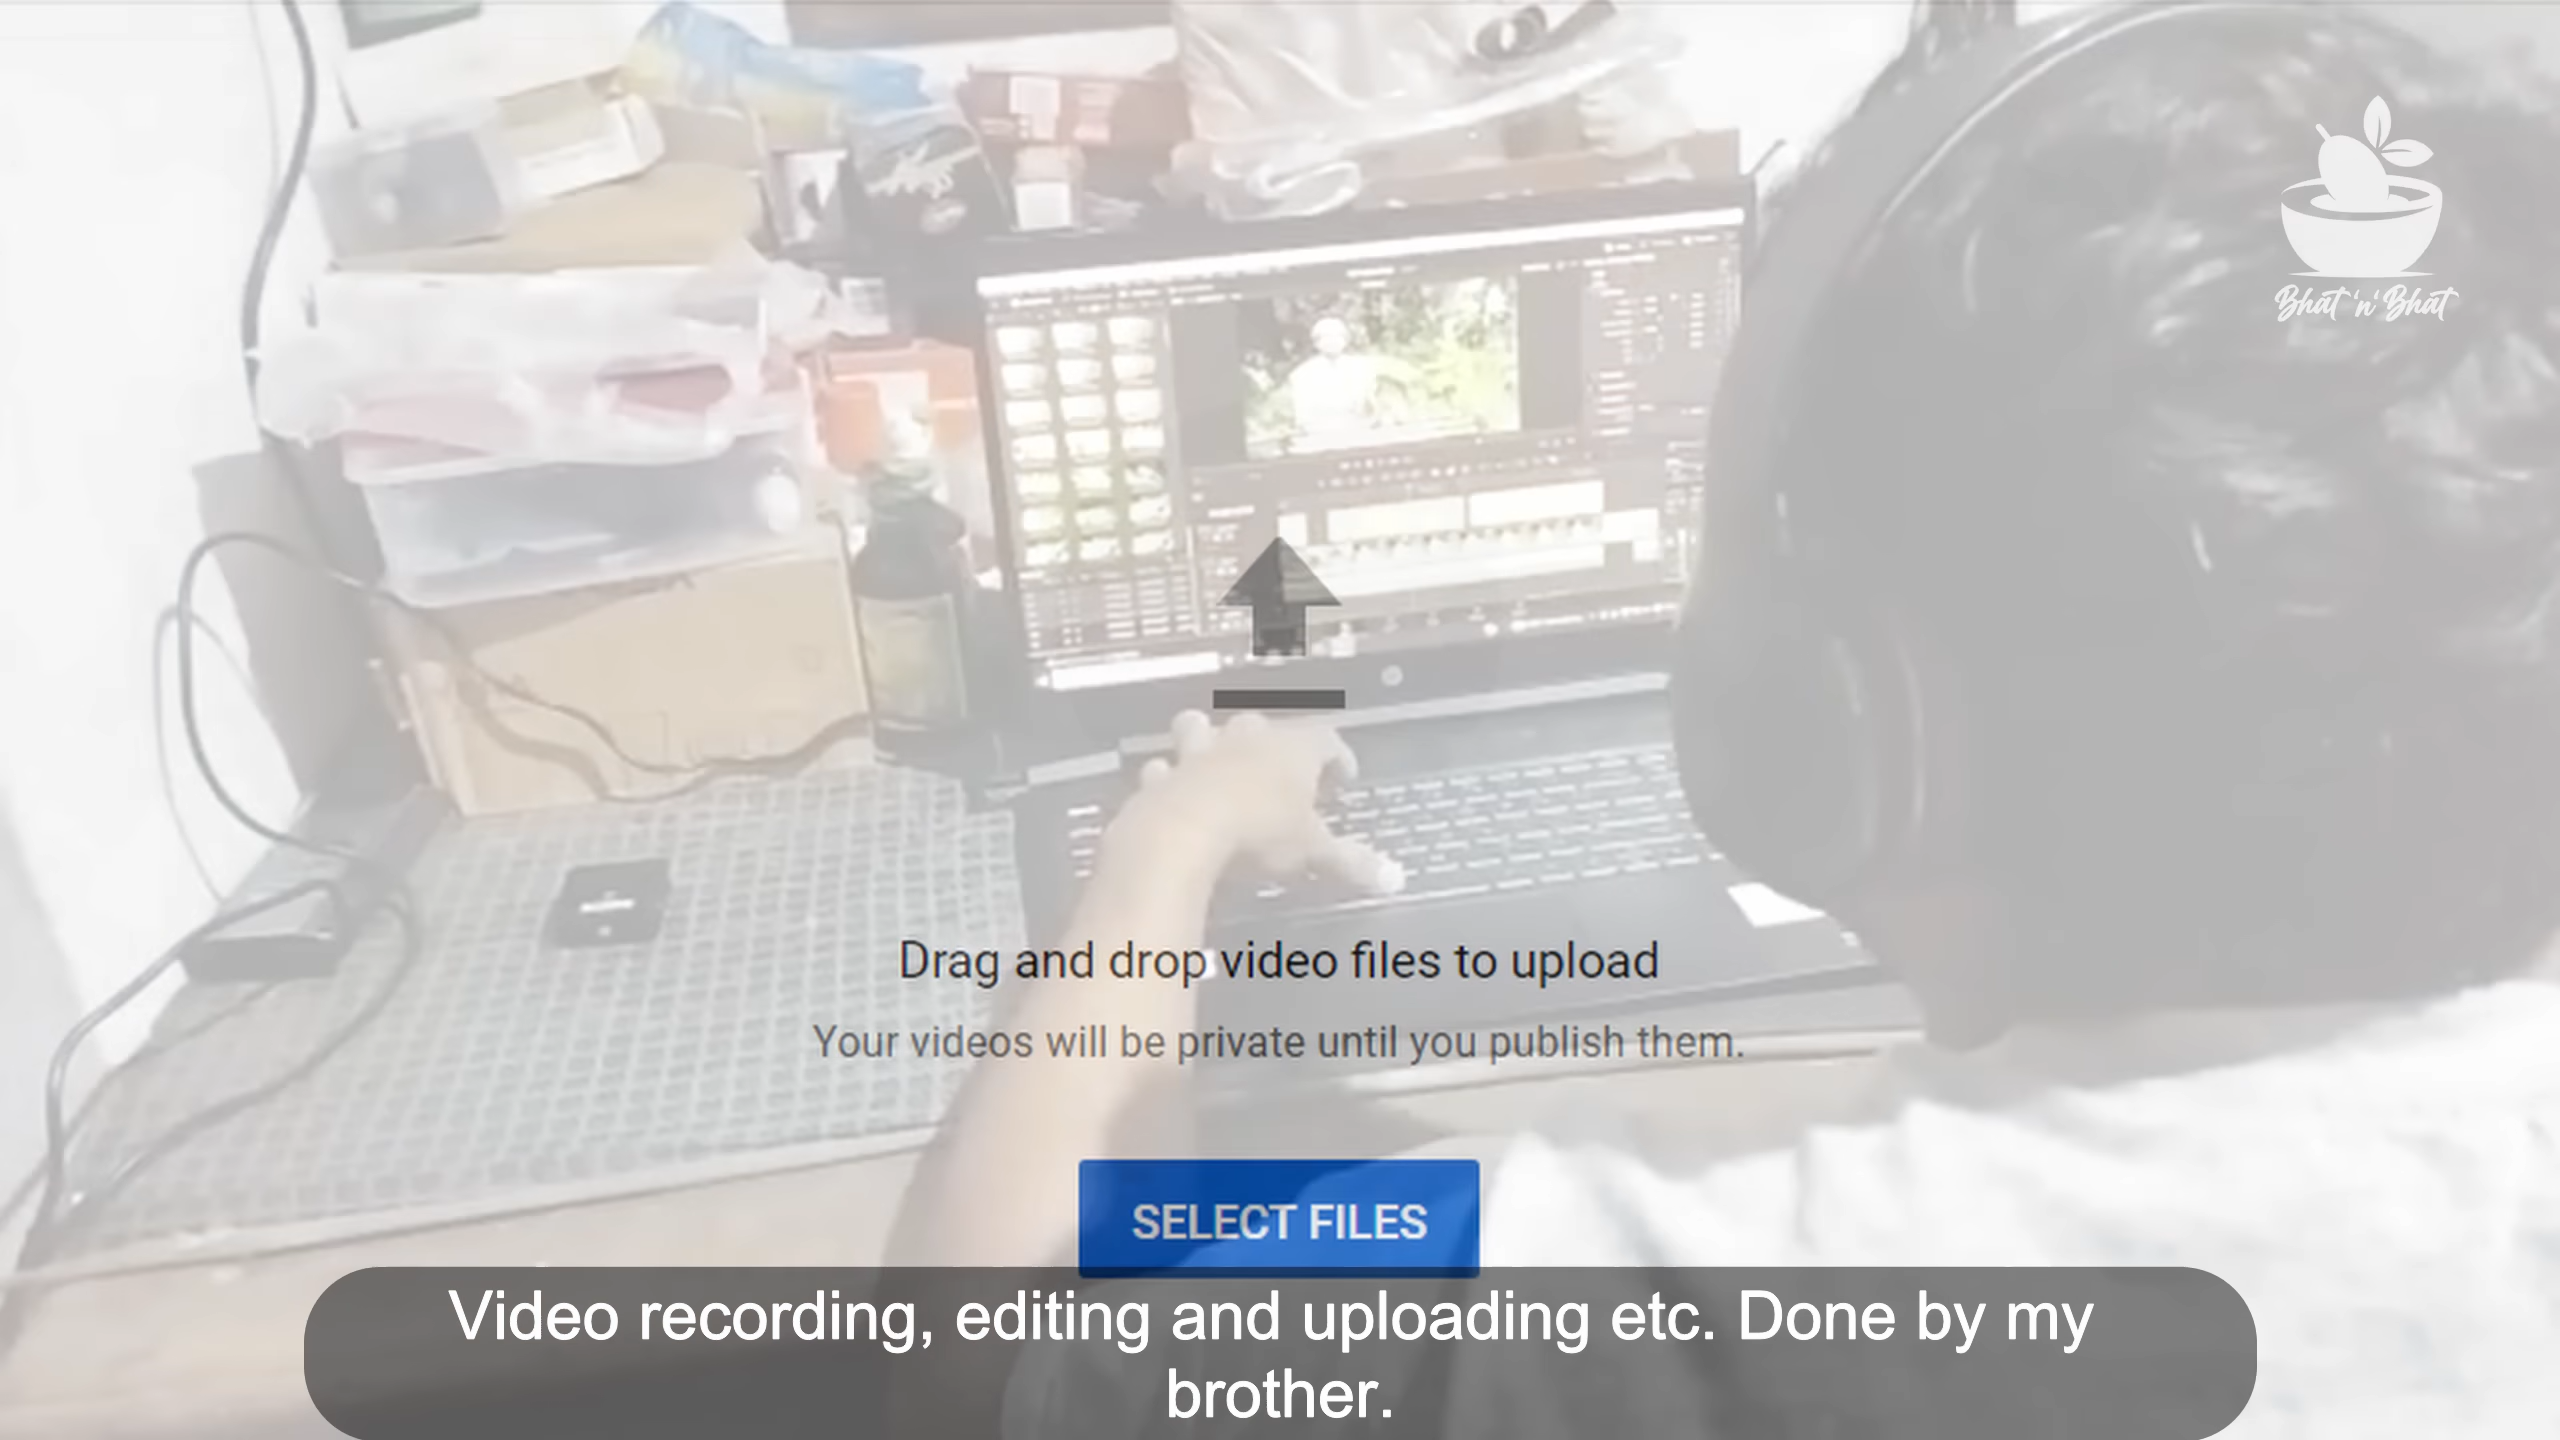 Bhat 'n' Bhat
Drag and drop video files to upload
Your videos will be private until you publish them.
SELECT FILES
Video recording, editing and uploading etc. Done by my
brother.